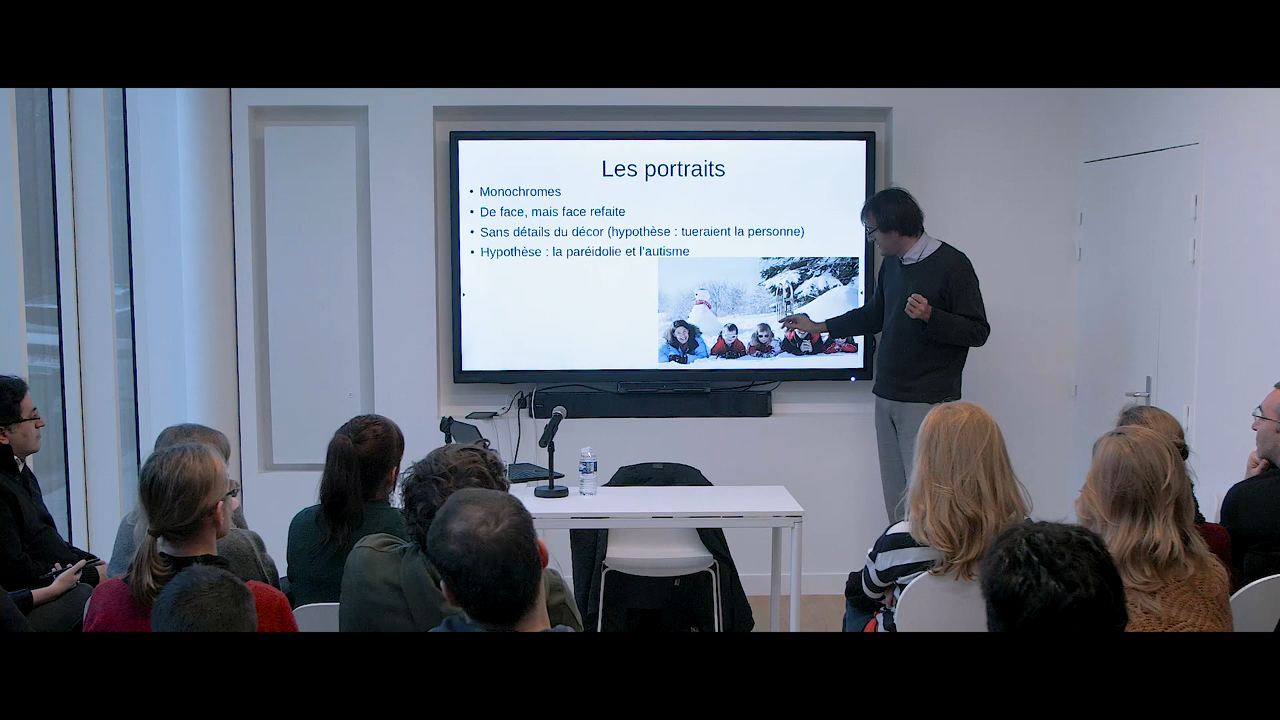 Les portraits
• Monochromes
• De face, mais face refaite
• Sans détails du décor (hypothèse : tueraient la personne)
• Hypothèse : la paréidolie et l'autisme